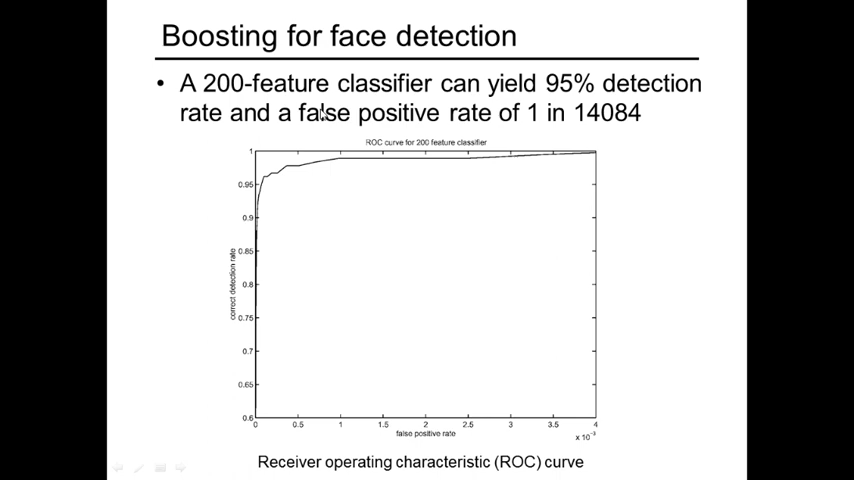 Boosting for face detection
• A 200-feature classifier can yield 95% detection
rate and a false positive rate of 1 in 14084
ROC curve for 200 feature classifier
1
0.95
0.9
0.85
0.8
0.75
0.7
0.65
0.6
correct detection rate
0 0.5 1 1.5 2 2.5 3 3.5 4
false positive rate
x 10⁻³
Receiver operating characteristic (ROC) curve